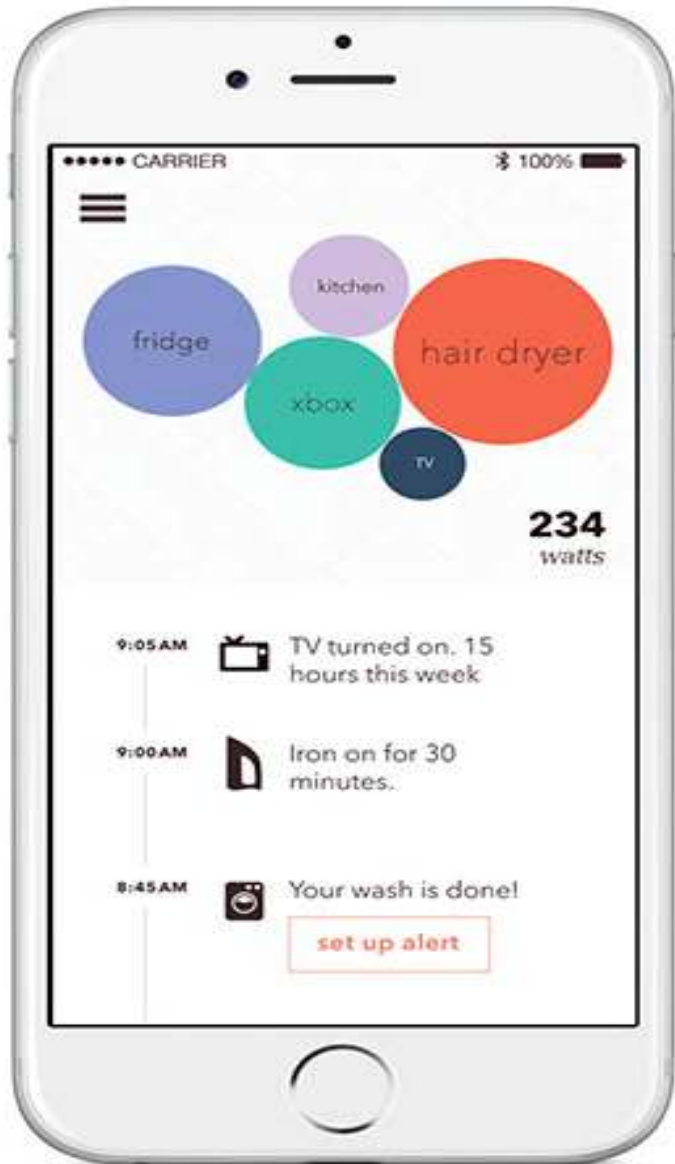 CARRIER 100%
kitchen
fridge
hair dryer
xbox
TV
234
watts
9:05AM
TV turned on. 15
hours this week
9:00AM
Iron on for 30
minutes.
8:45AM
Your wash is done!
set up alert